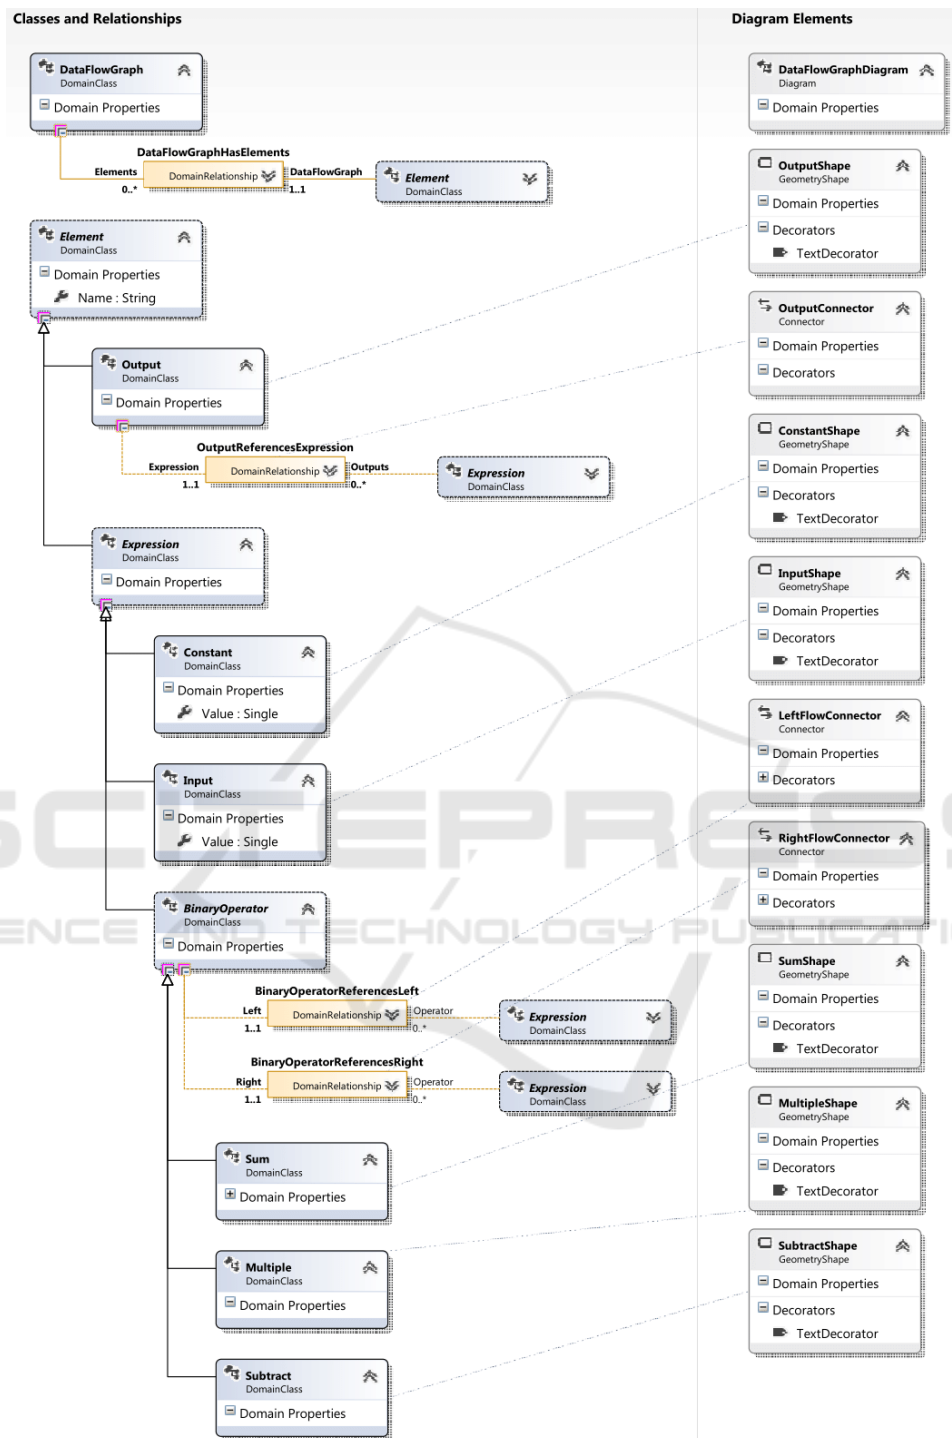 Classes and Relationships
DataFlowGraph
DomainClass
Domain Properties
DataFlowGraphHasElements
Elements
DomainRelationship
DataFlowGraph
0..*
1..1
Element
DomainClass
Element
DomainClass
Domain Properties
Name : String
Output
DomainClass
Domain Properties
OutputReferencesExpression
Expression
DomainRelationship
Outputs
1..1
0..*
Expression
DomainClass
Expression
DomainClass
Domain Properties
Constant
DomainClass
Domain Properties
Value : Single
Input
DomainClass
Domain Properties
Value : Single
BinaryOperator
DomainClass
Domain Properties
BinaryOperatorReferencesLeft
Left
DomainRelationship
Operator
1..1
0..*
Expression
DomainClass
BinaryOperatorReferencesRight
Right
DomainRelationship
Operator
1..1
0..*
Expression
DomainClass
Sum
DomainClass
Domain Properties
Multiple
DomainClass
Domain Properties
Subtract
DomainClass
Domain Properties
Diagram Elements
DataFlowGraphDiagram
Diagram
Domain Properties
OutputShape
GeometryShape
Domain Properties
Decorators
TextDecorator
OutputConnector
Connector
Domain Properties
Decorators
ConstantShape
GeometryShape
Domain Properties
Decorators
TextDecorator
InputShape
GeometryShape
Domain Properties
Decorators
TextDecorator
LeftFlowConnector
Connector
Domain Properties
Decorators
RightFlowConnector
Connector
Domain Properties
Decorators
SumShape
GeometryShape
Domain Properties
Decorators
TextDecorator
MultipleShape
GeometryShape
Domain Properties
Decorators
TextDecorator
SubtractShape
GeometryShape
Domain Properties
Decorators
TextDecorator
SCITEPRESS
ENCE AND TECHNOLOGY PUBLICATI